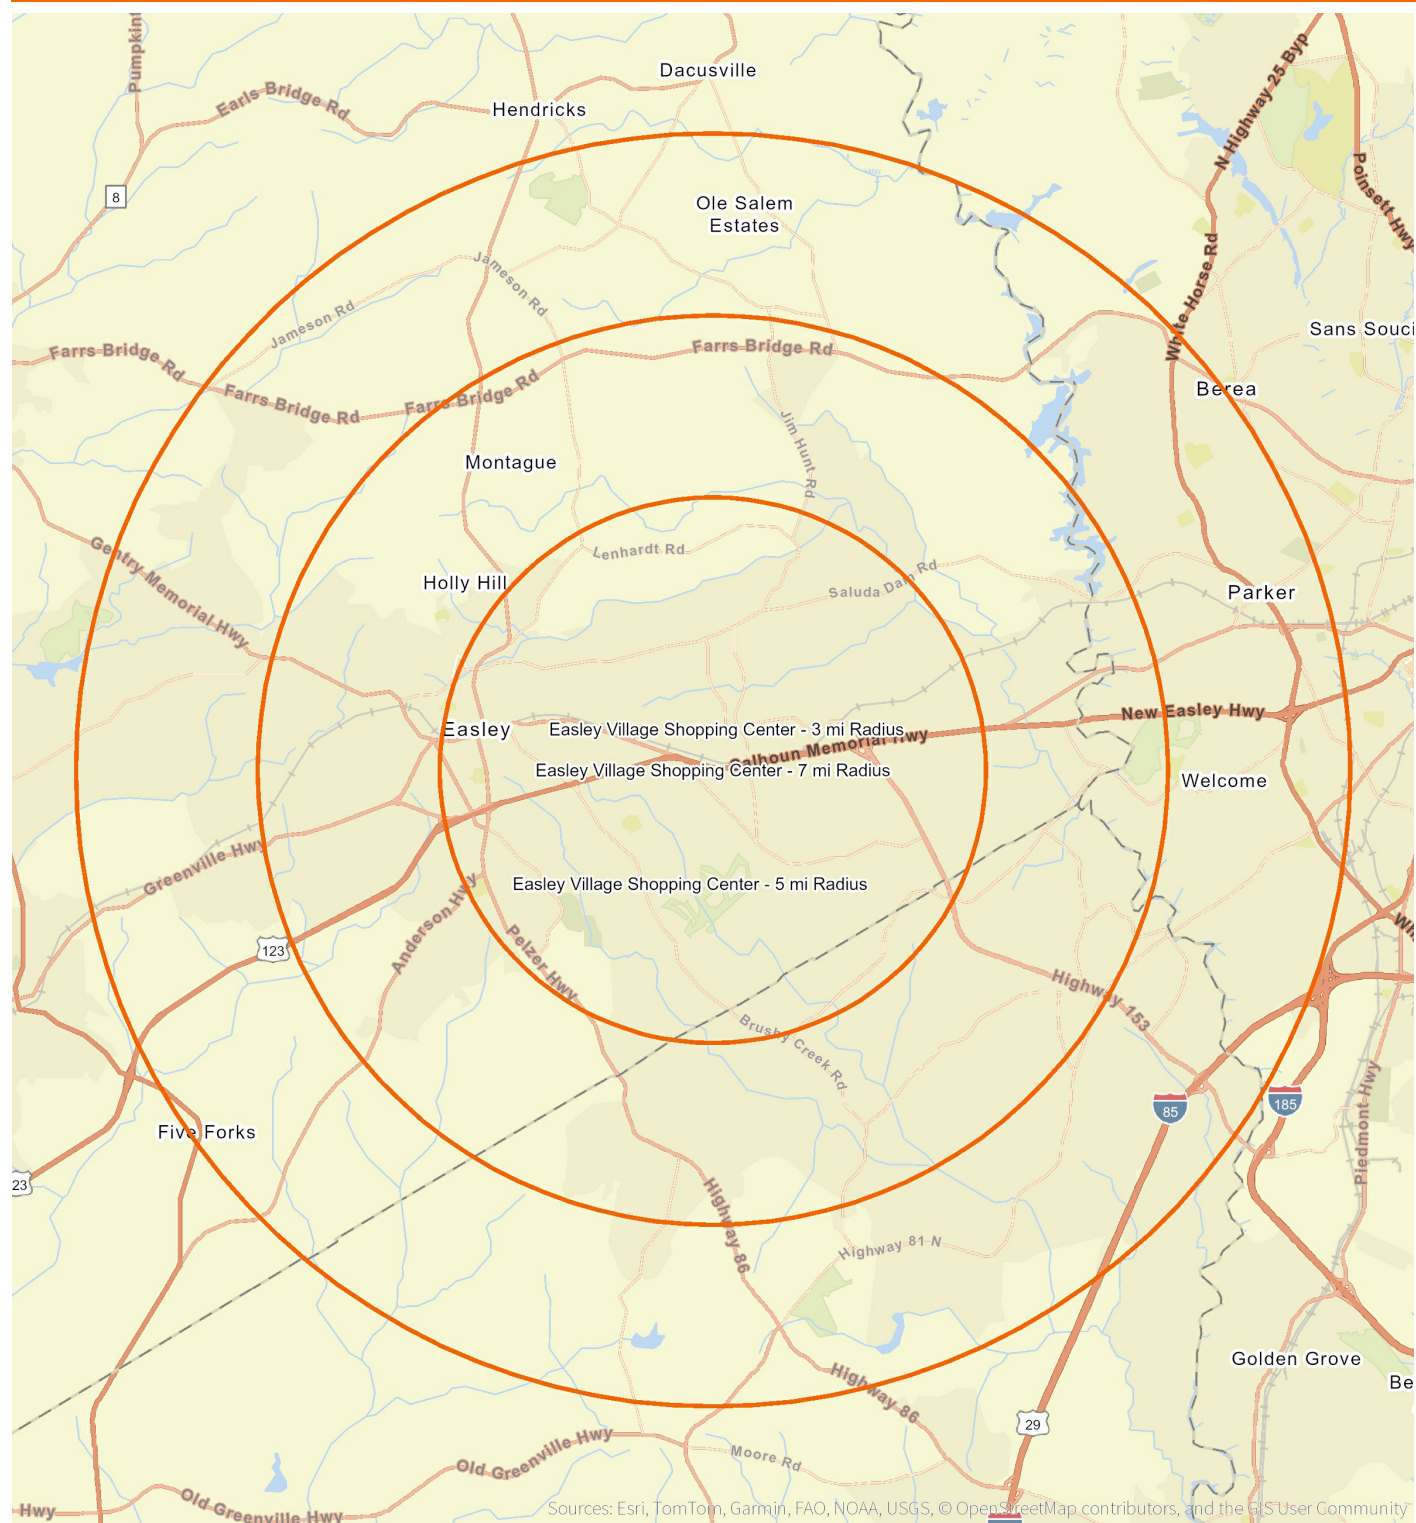 Pumpkin
Dacusville
Earls Bridge Rd
Hendricks
N Highway 25 Byp
Poinsett Hwy
8
Ole Salem
Estates
White Horse Rd
Jameson Rd
Jameson Rd
Sans Souci
Farrs Bridge Rd
Farrs Bridge Rd
Farrs Bridge Rd
Farrs Bridge Rd
Berea
Jim Hunt Rd
Montague
Gentry Memorial Hwy
Lenhardt Rd
Holly Hill
Saluda Dam Rd
Parker
New Easley Hwy
Easley
Easley Village Shopping Center - 3 mi Radius
Calhoun Memorial Hwy
Easley Village Shopping Center - 7 mi Radius
Welcome
Greenville Hwy
Easley Village Shopping Center - 5 mi Radius
Anderson Hwy
123
Pelzer Hwy
Highway 153
Brushy Creek Rd
85
185
Piedmont Hwy
Five Forks
23
Highway 86
Highway 81 N
Golden Grove
Be
Highway 86
29
Old Greenville Hwy
Moore Rd
Old Greenville Hwy
Hwy
Sources: Esri, TomTom, Garmin, FAO, NOAA, USGS, © OpenStreetMap contributors, and the GIS User Community